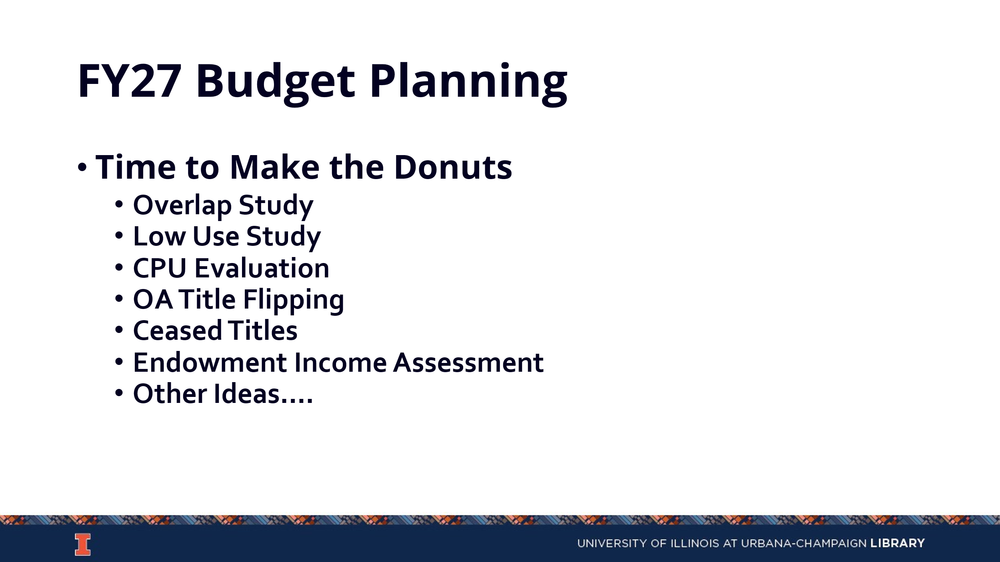 FY27 Budget Planning
• Time to Make the Donuts
• Overlap Study
• Low Use Study
• CPU Evaluation
• OA Title Flipping
• Ceased Titles
• Endowment Income Assessment
• Other Ideas....
I
UNIVERSITY OF ILLINOIS AT URBANA-CHAMPAIGN LIBRARY